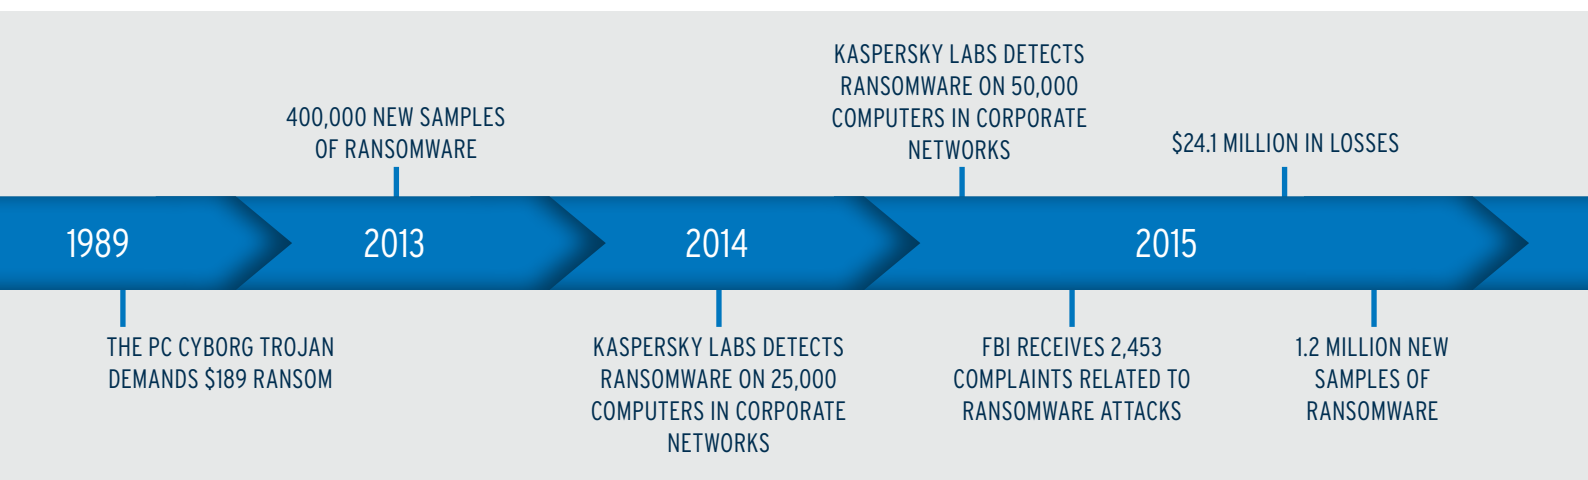 KASPERSKY LABS DETECTS
RANSOMWARE ON 50,000
COMPUTERS IN CORPORATE
NETWORKS
400,000 NEW SAMPLES
OF RANSOMWARE
$24.1 MILLION IN LOSSES
1989
2013
2014
2015
THE PC CYBORG TROJAN
DEMANDS $189 RANSOM
KASPERSKY LABS DETECTS
RANSOMWARE ON 25,000
COMPUTERS IN CORPORATE
NETWORKS
FBI RECEIVES 2,453
COMPLAINTS RELATED TO
RANSOMWARE ATTACKS
1.2 MILLION NEW
SAMPLES OF
RANSOMWARE